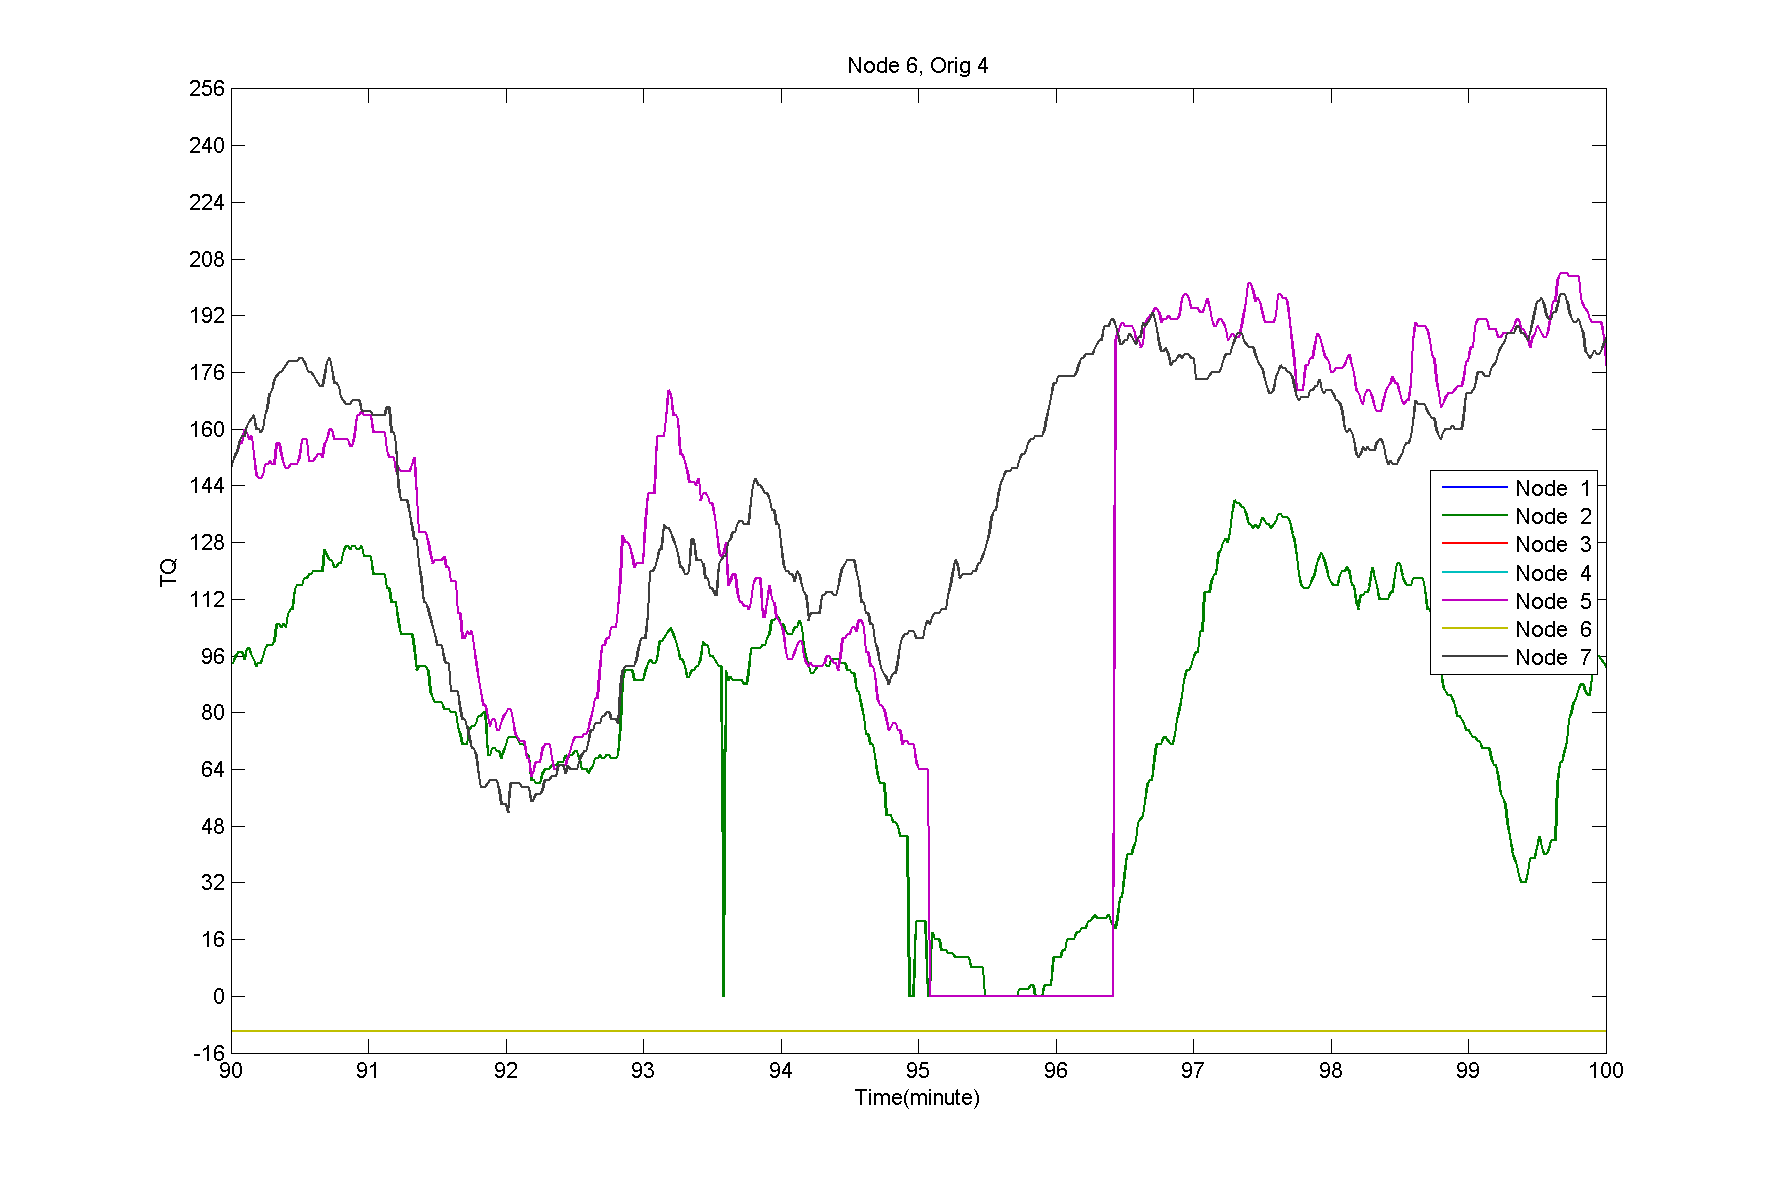 Node 6, Orig 4
256
240
224
208
192
176
160
144
128
112
96
80
64
48
32
16
0
-16
TQ
Node 1
Node 2
Node 3
Node 4
Node 5
Node 6
Node 7
90 91 92 93 94 95 96 97 98 99 100
Time(minute)